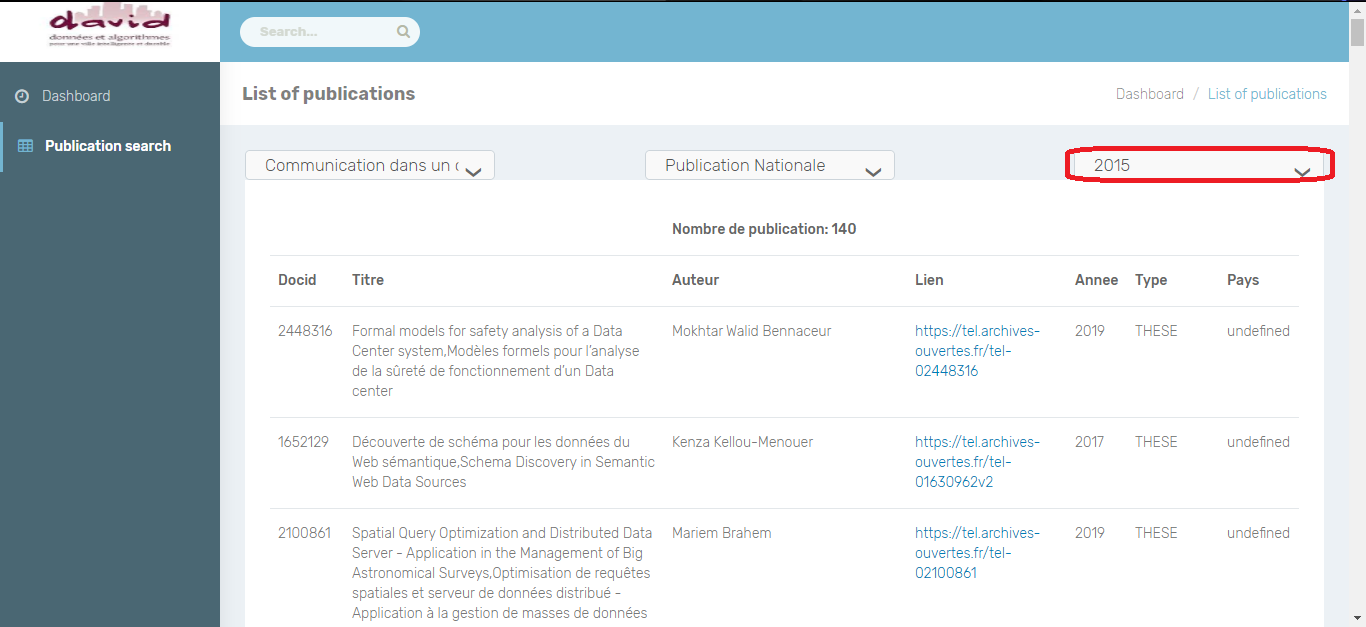 david
données et algorithmes
pour une ville intelligente et durable
Search...
Dashboard
Publication search
List of publications
Dashboard / List of publications
Communication dans un c
Publication Nationale
2015
Nombre de publication: 140
Docid Titre Auteur Lien Annee Type Pays
2448316 Formal models for safety analysis of a Data Mokhtar Walid Bennaceur https://tel.archives- 2019 THESE undefined
Center system,Modèles formels pour l'analyse ouvertes.fr/tel-
de la sûreté de fonctionnement d'un Data 02448316
center
1652129 Découverte de schéma pour les données du Kenza Kellou-Menouer https://tel.archives- 2017 THESE undefined
Web sémantique,Schema Discovery in Semantic ouvertes.fr/tel-
Web Data Sources 01630962v2
2100861 Spatial Query Optimization and Distributed Data Mariem Brahem https://tel.archives- 2019 THESE undefined
Server - Application in the Management of Big ouvertes.fr/tel-
Astronomical Surveys,Optimisation de requêtes 02100861
spatiales et serveur de données distribué -
Application à la gestion de masses de données